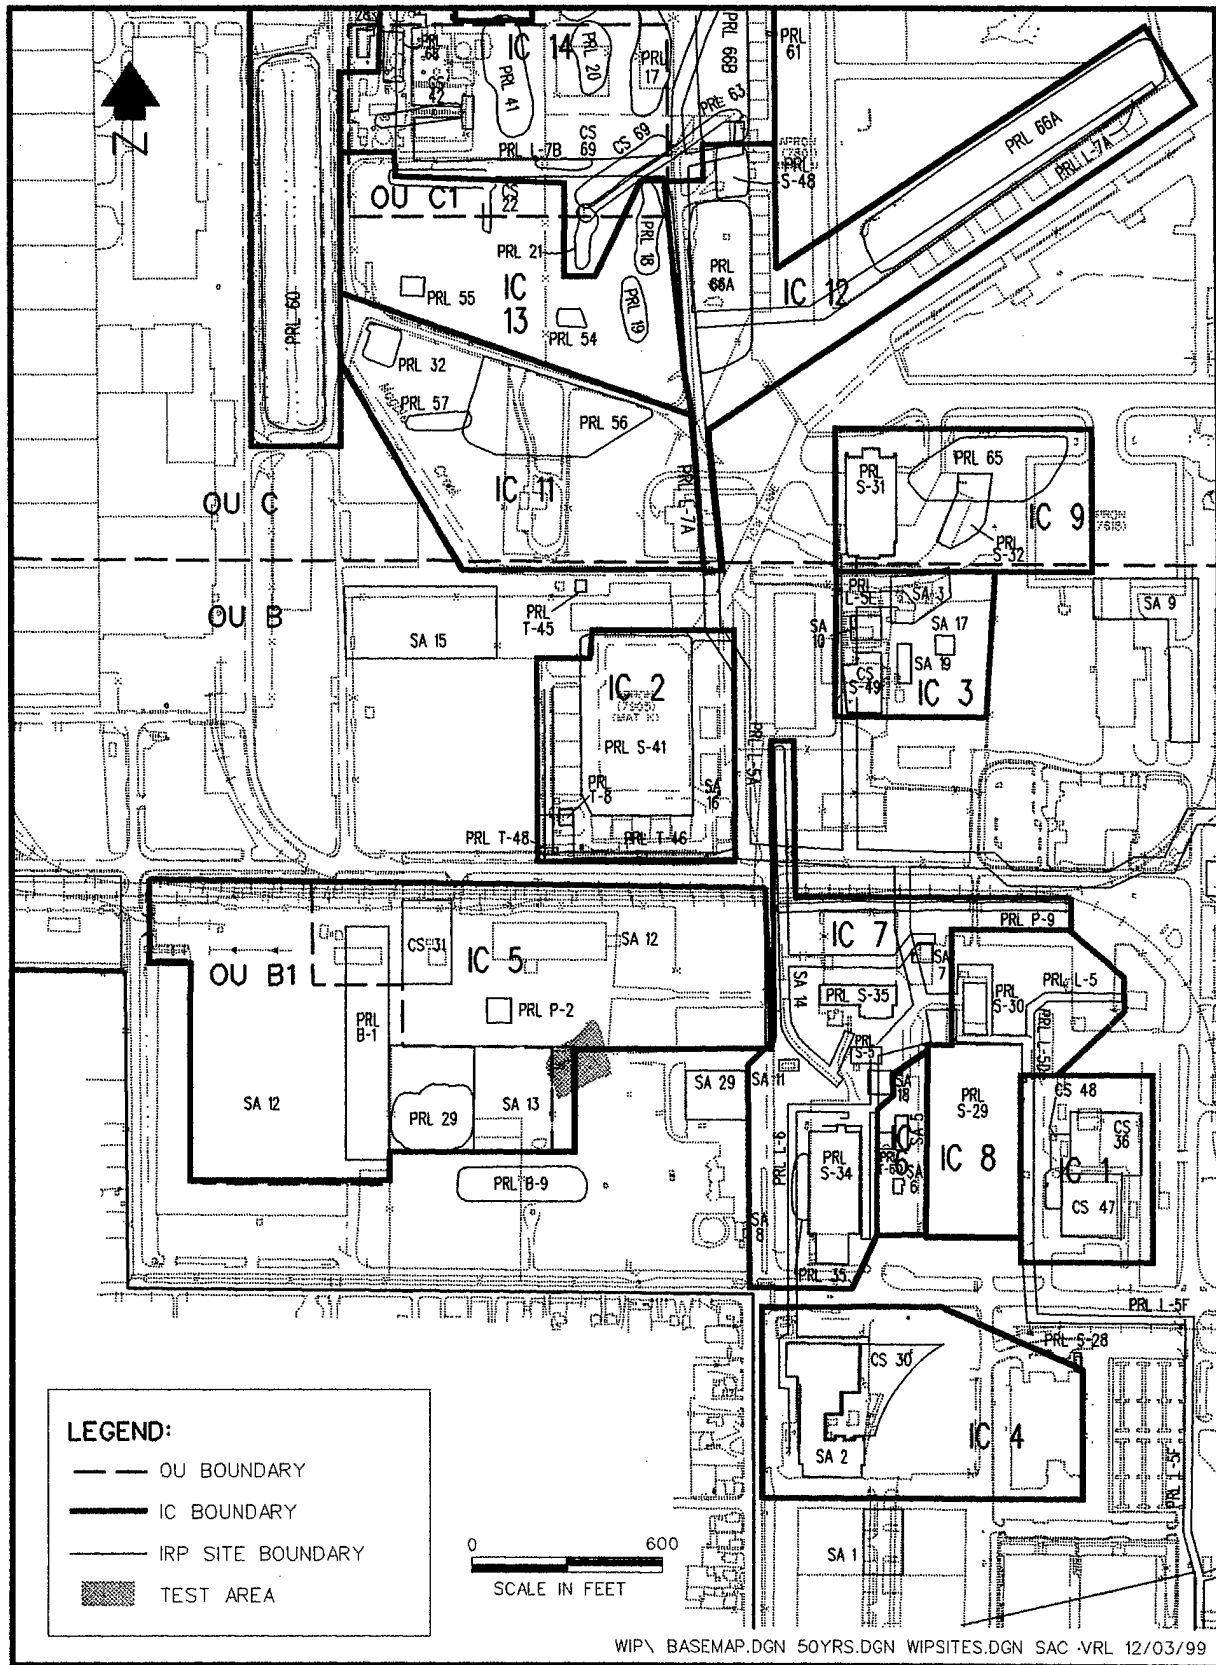 28
PRL
68
CS
42
IC 14
PRL 41
PRL 20
PRL
17
PRL 66B
PRL
61
N
PRL 63
PRL 66A
PRL L-7A
PRL L-7B
CS
69
CS 69
PRL
S-48
OU C1
CS
22
PRL 21
PRL 18
PRL
66A
IC 12
PRL 60
PRL 55
IC
13
PRL 19
PRL 54
PRL 32
PRL 57
Creek
PRL 56
PRL L-7A
IC 11
OU C
PRL
S-31
PRL 65
IC 9
PRL
S-32
OU B
PRL
T-45
SA 15
PRL
L-5E
SA 3
SA 9
SA
10
SA 17
SA 19
CS
S-49
IC 3
IC 2
(MAT K)
PRL S-41
PRL L-5A
PRL
T-8
SA
16
PRL T-48
PRL T-46
PRL P-9
CS 31
IC 5
SA 12
IC 7
OU B1
SA
7
PRL L-5
SA 14
PRL S-35
PRL
S-30
PRL P-2
PRL
B-1
PRL
S-5
PRL L-5D
SA 12
PRL 29
SA 13
SA 29
SA 11
SA
18
PRL
S-29
CS 48
CS
36
PRL L-6
PRL
S-34
SA 5
IC
6
IC 8
IC 1
SA
6
CS 47
PRL B-9
SA
8
PRL 35
PRL L-5F
PRL S-28
CS 30
IC 4
SA 2
PRL L-5F
SA 1
LEGEND:
OU BOUNDARY
IC BOUNDARY
IRP SITE BOUNDARY
TEST AREA
0 600
SCALE IN FEET
WIP\ BASEMAP.DGN 50YRS.DGN WIPSITES.DGN SAC VRL 12/03/99